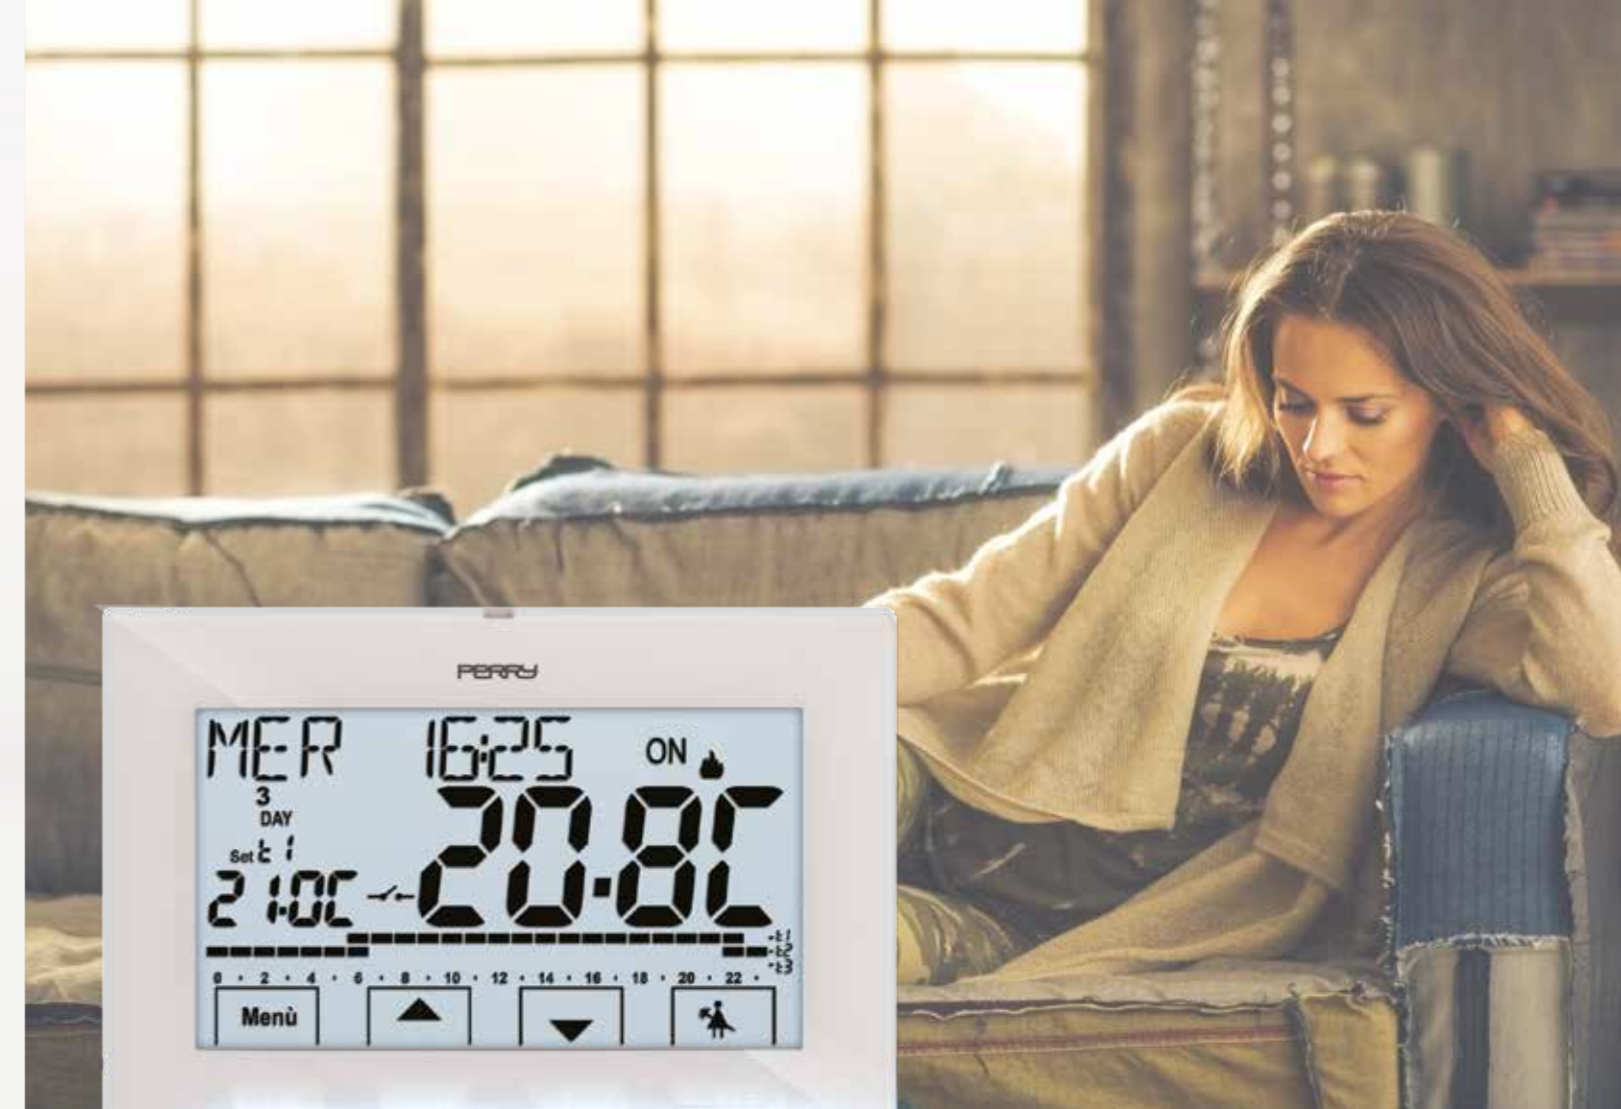 PERRY
MER 16:25 ON
3
DAY
Set t1
21.0C 20.8C
-t1
-t2
-t3
0 · 2 · 4 · 6 · 8 · 10 · 12 · 14 · 16 · 18 · 20 · 22 ·
Menù